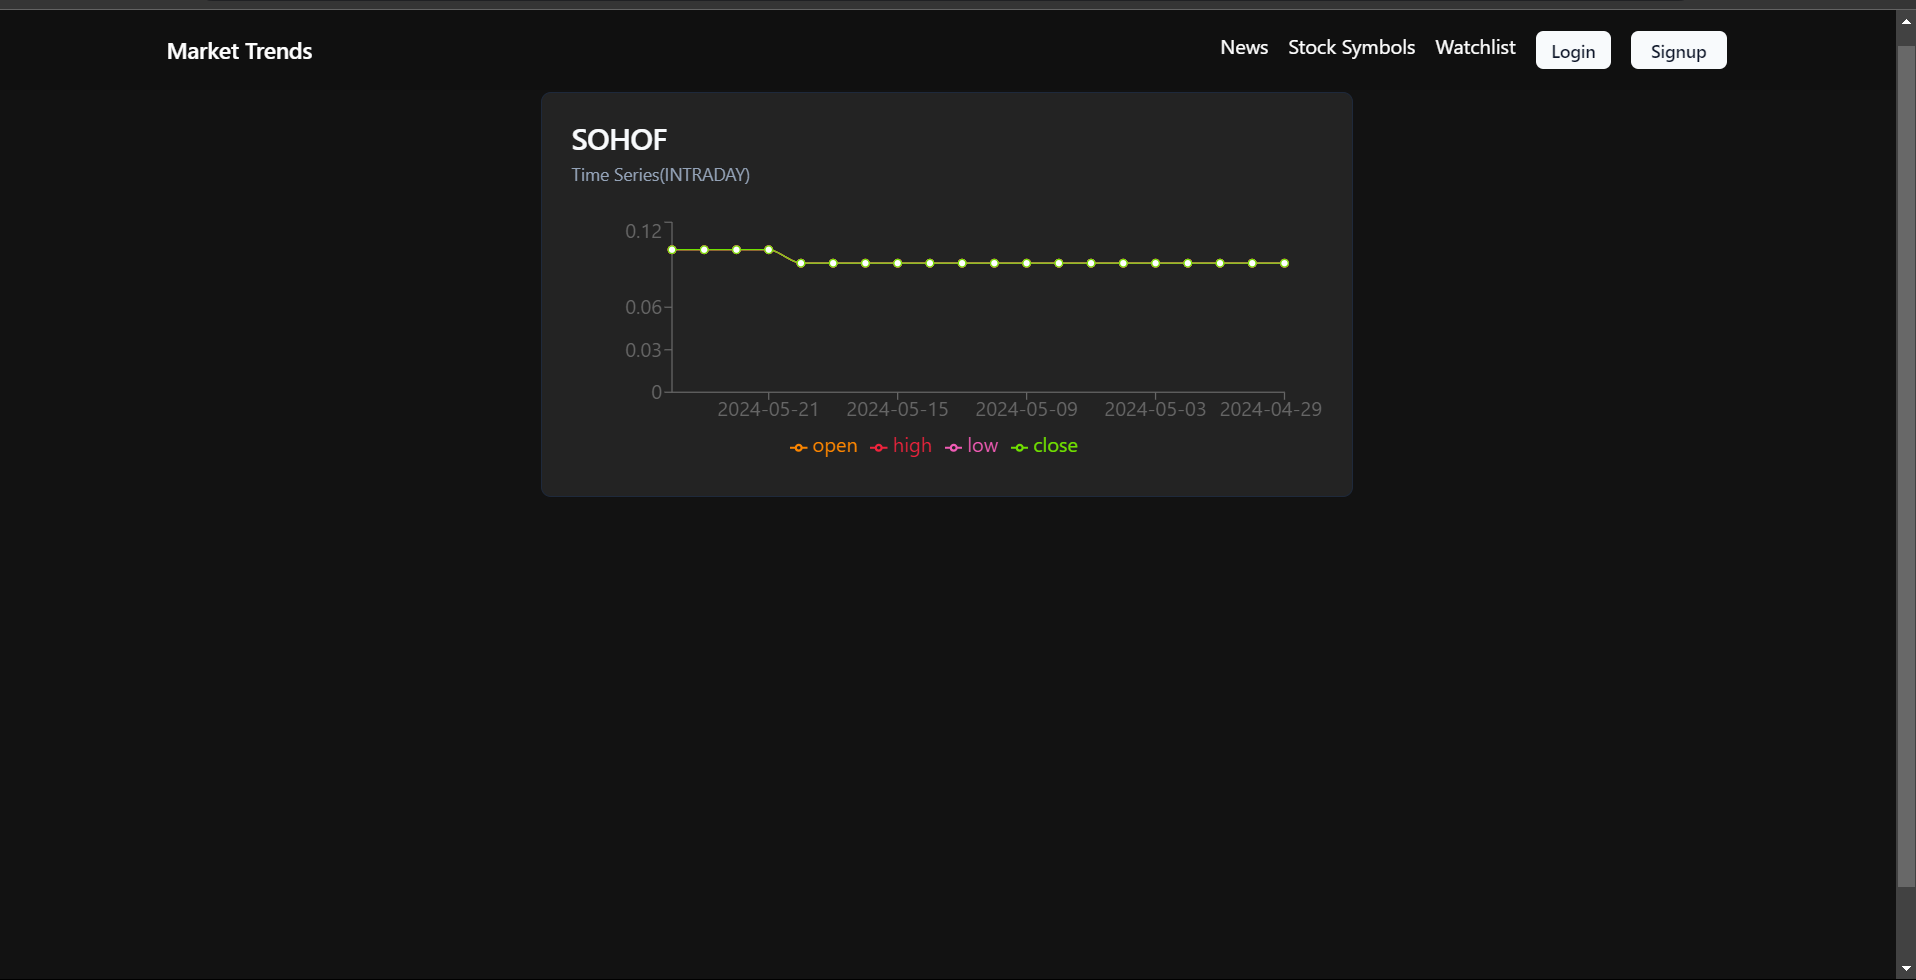 Market Trends
News Stock Symbols Watchlist Login Signup
SOHOF
Time Series(INTRADAY)
0.12
0.06
0.03
0
2024-05-21 2024-05-15 2024-05-09 2024-05-03 2024-04-29
open high low close